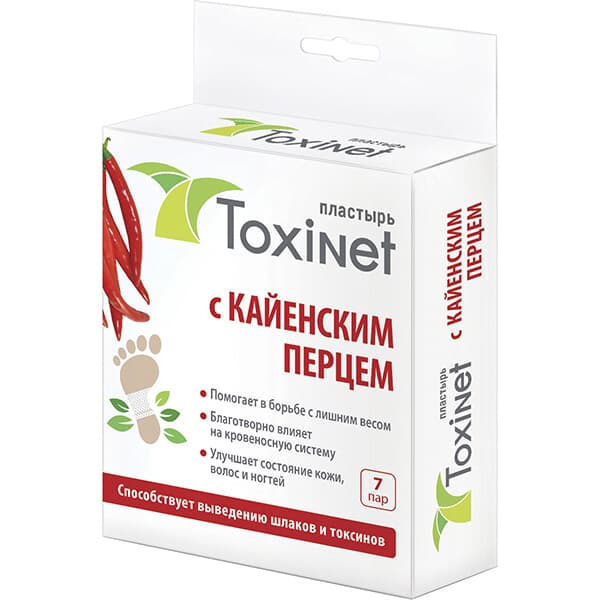 Toxinet
пластырь
Toxinet
с КАЙЕНСКИМ
ПЕРЦЕМ
• Помогает в борьбе с лишним весом
• Благотворно влияет
на кровеносную систему
• Улучшает состояние кожи,
волос и ногтей
7
пар
Способствует выведению шлаков и токсинов
пластырь
Toxinet
с КАЙЕНСКИМ
ПЕРЦЕМ